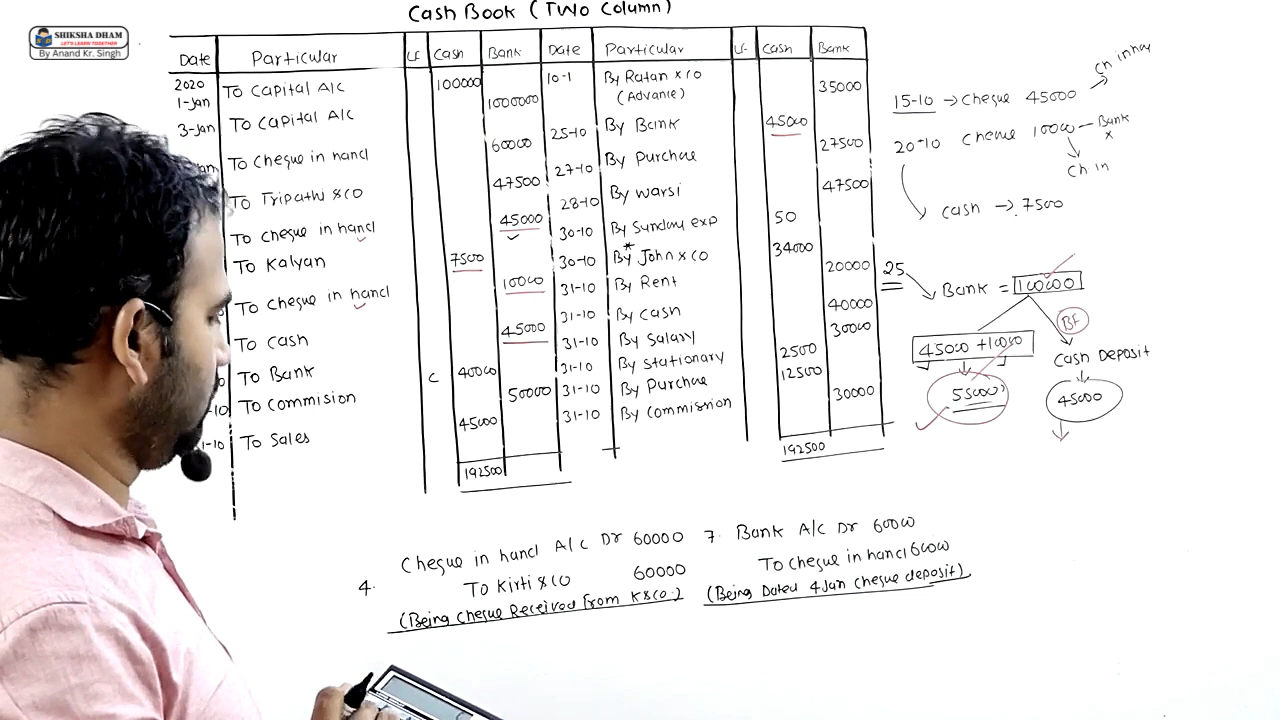 Cash Book (Two Column)
SHIKSHA DHAM
LET'S LEARN TOGETHER
By Anand Kr. Singh
Date Particular LF Cash Bank Date Particular LF Cash Bank
2020
1-Jan To Capital A/c 100000 10-1 By Ratan & co 35000
(Advance)
3-Jan To Capital A/c 1000000 25-10 By Bank 45000
Jan To Cheque in hand 60000 27-10 By Purchae 27500
To Tripathi & co 47500 28-10 By Warsi 47500
To Cheque in hand 45000 30-10 By Sunday exp 50
To Kalyan 7500 30-10 By John & co 34000
To Cheque in hand 10000 31-10 By Rent 20000
To Cash 45000 31-10 By Cash 40000
To Bank C 40000 31-10 By Salary 30000
-10 To Commision 50000 31-10 By Stationary 2500
-10 To Sales 45000 31-10 By Purchae 12500
31-10 By Commission 30000
192500 192500
15-10 → Cheque 45000
20-10 Cheque 10000 — Bank
x
Ch in
Cash → 7500
25
Bank = 100000
45000 + 10000
BF
Cash Deposit
55000
45000
4. Cheque in hand A/C Dr 60000
To Kirti & co 60000
(Being Cheque Received from K & co.)
7. Bank A/C Dr 60000
To Cheque in hand 60000
(Being Dated 4 Jan Cheque deposit)